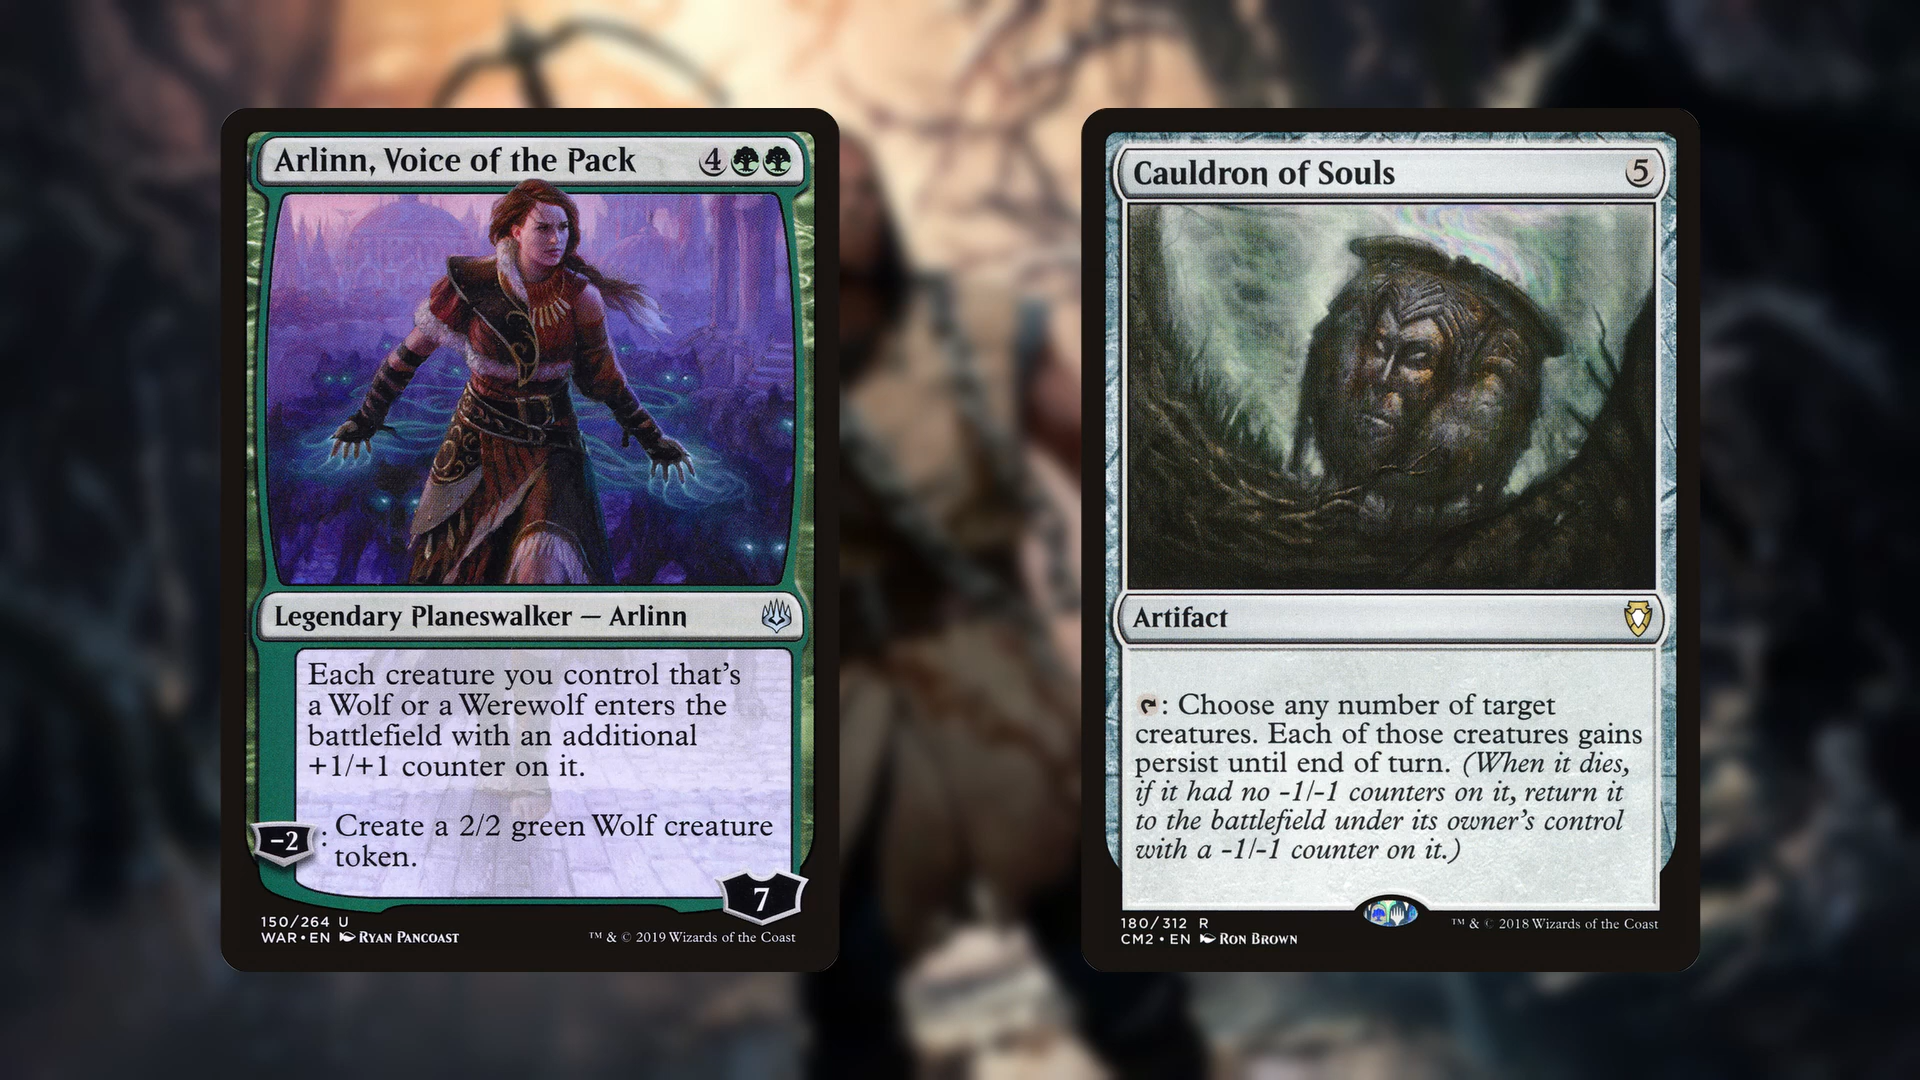 Arlinn, Voice of the Pack 4
Legendary Planeswalker — Arlinn
Each creature you control that's
a Wolf or a Werewolf enters the
battlefield with an additional
+1/+1 counter on it.
−2: Create a 2/2 green Wolf creature
token.
7
150/264 U
WAR • EN Ryan Pancoast
™ & © 2019 Wizards of the Coast
Cauldron of Souls 5
Artifact
: Choose any number of target
creatures. Each of those creatures gains
persist until end of turn. (When it dies,
if it had no -1/-1 counters on it, return it
to the battlefield under its owner's control
with a -1/-1 counter on it.)
180/312 R
CM2 • EN Ron Brown
™ & © 2018 Wizards of the Coast